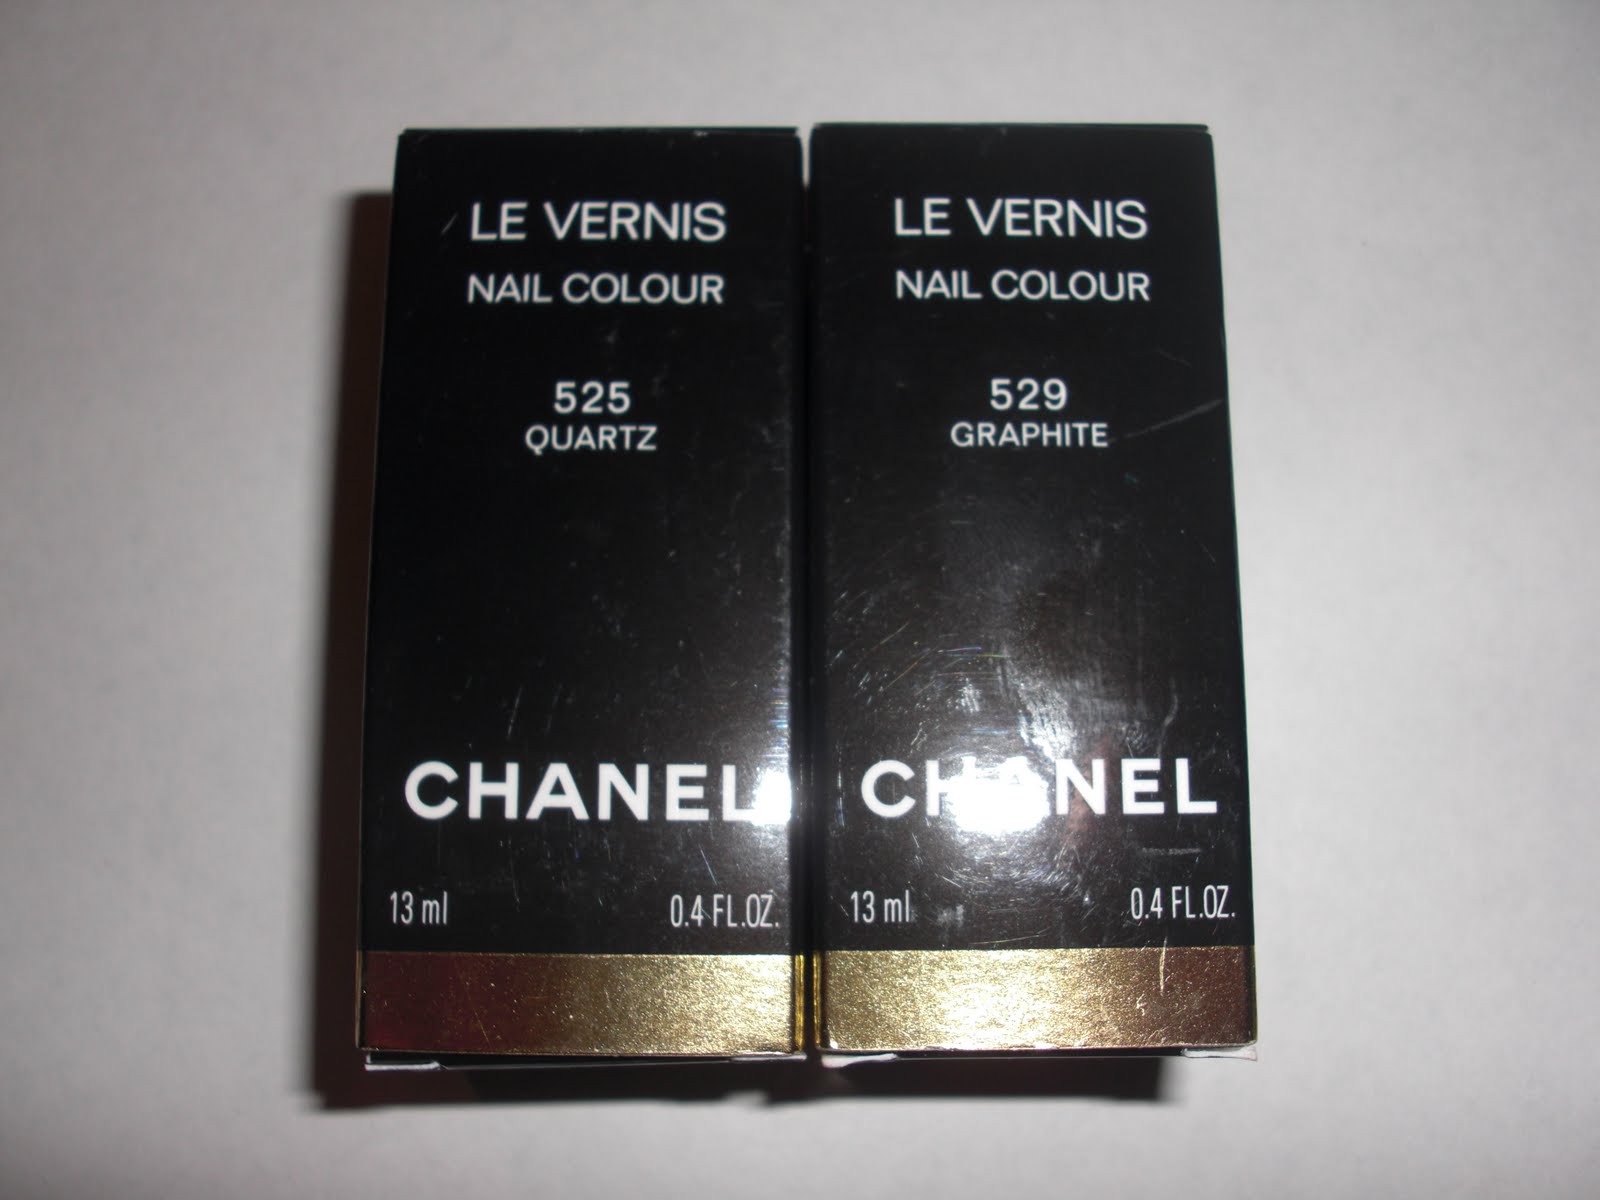 LE VERNIS
NAIL COLOUR
525
QUARTZ
CHANEL
13 ml 0.4 FL.OZ.
LE VERNIS
NAIL COLOUR
529
GRAPHITE
CHANEL
13 ml 0.4 FL.OZ.